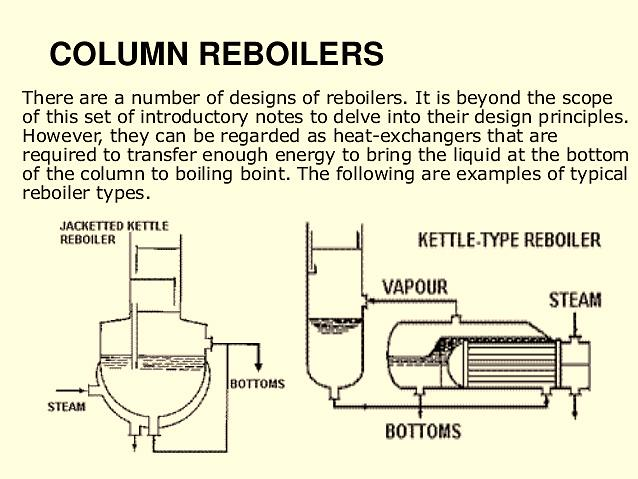 COLUMN REBOILERS
There are a number of designs of reboilers. It is beyond the scope
of this set of introductory notes to delve into their design principles.
However, they can be regarded as heat-exchangers that are
required to transfer enough energy to bring the liquid at the bottom
of the column to boiling boint. The following are examples of typical
reboiler types.
JACKETTED KETTLE
REBOILER
STEAM
BOTTOMS
KETTLE-TYPE REBOILER
VAPOUR
STEAM
BOTTOMS